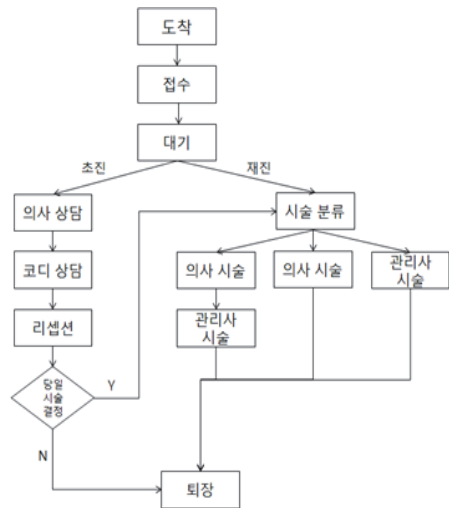 도착
접수
대기
초진
재진
의사 상담
시술 분류
코디 상담
의사 시술
의사 시술
관리사
시술
리셉션
관리사
시술
당일
시술
결정
Y
N
퇴장